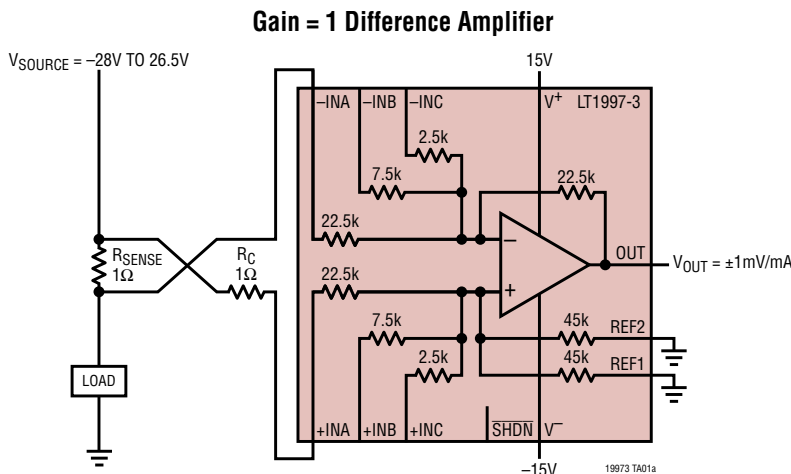 Gain = 1 Difference Amplifier
VSOURCE = –28V TO 26.5V
15V
–INA
–INB
–INC
V+
LT1997-3
2.5k
7.5k
22.5k
22.5k
RSENSE
1Ω
RC
1Ω
–
OUT
VOUT = ±1mV/mA
22.5k
+
7.5k
45k
REF2
2.5k
45k
REF1
LOAD
+INA
+INB
+INC
SHDN
V–
–15V
19973 TA01a